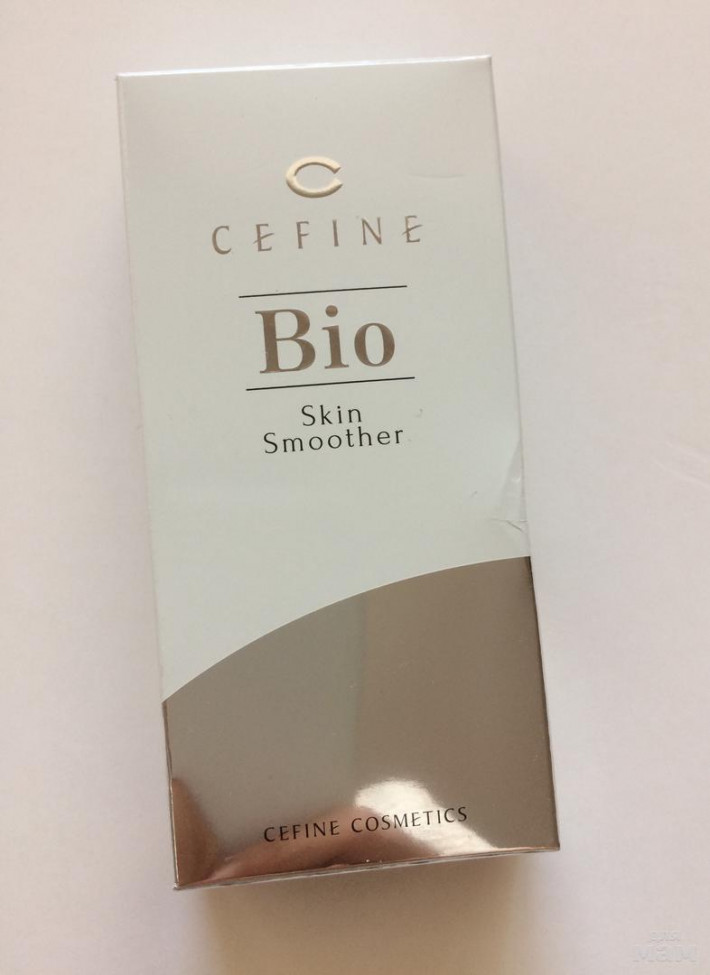 CEFINE
Bio
Skin
Smoother
CEFINE COSMETICS